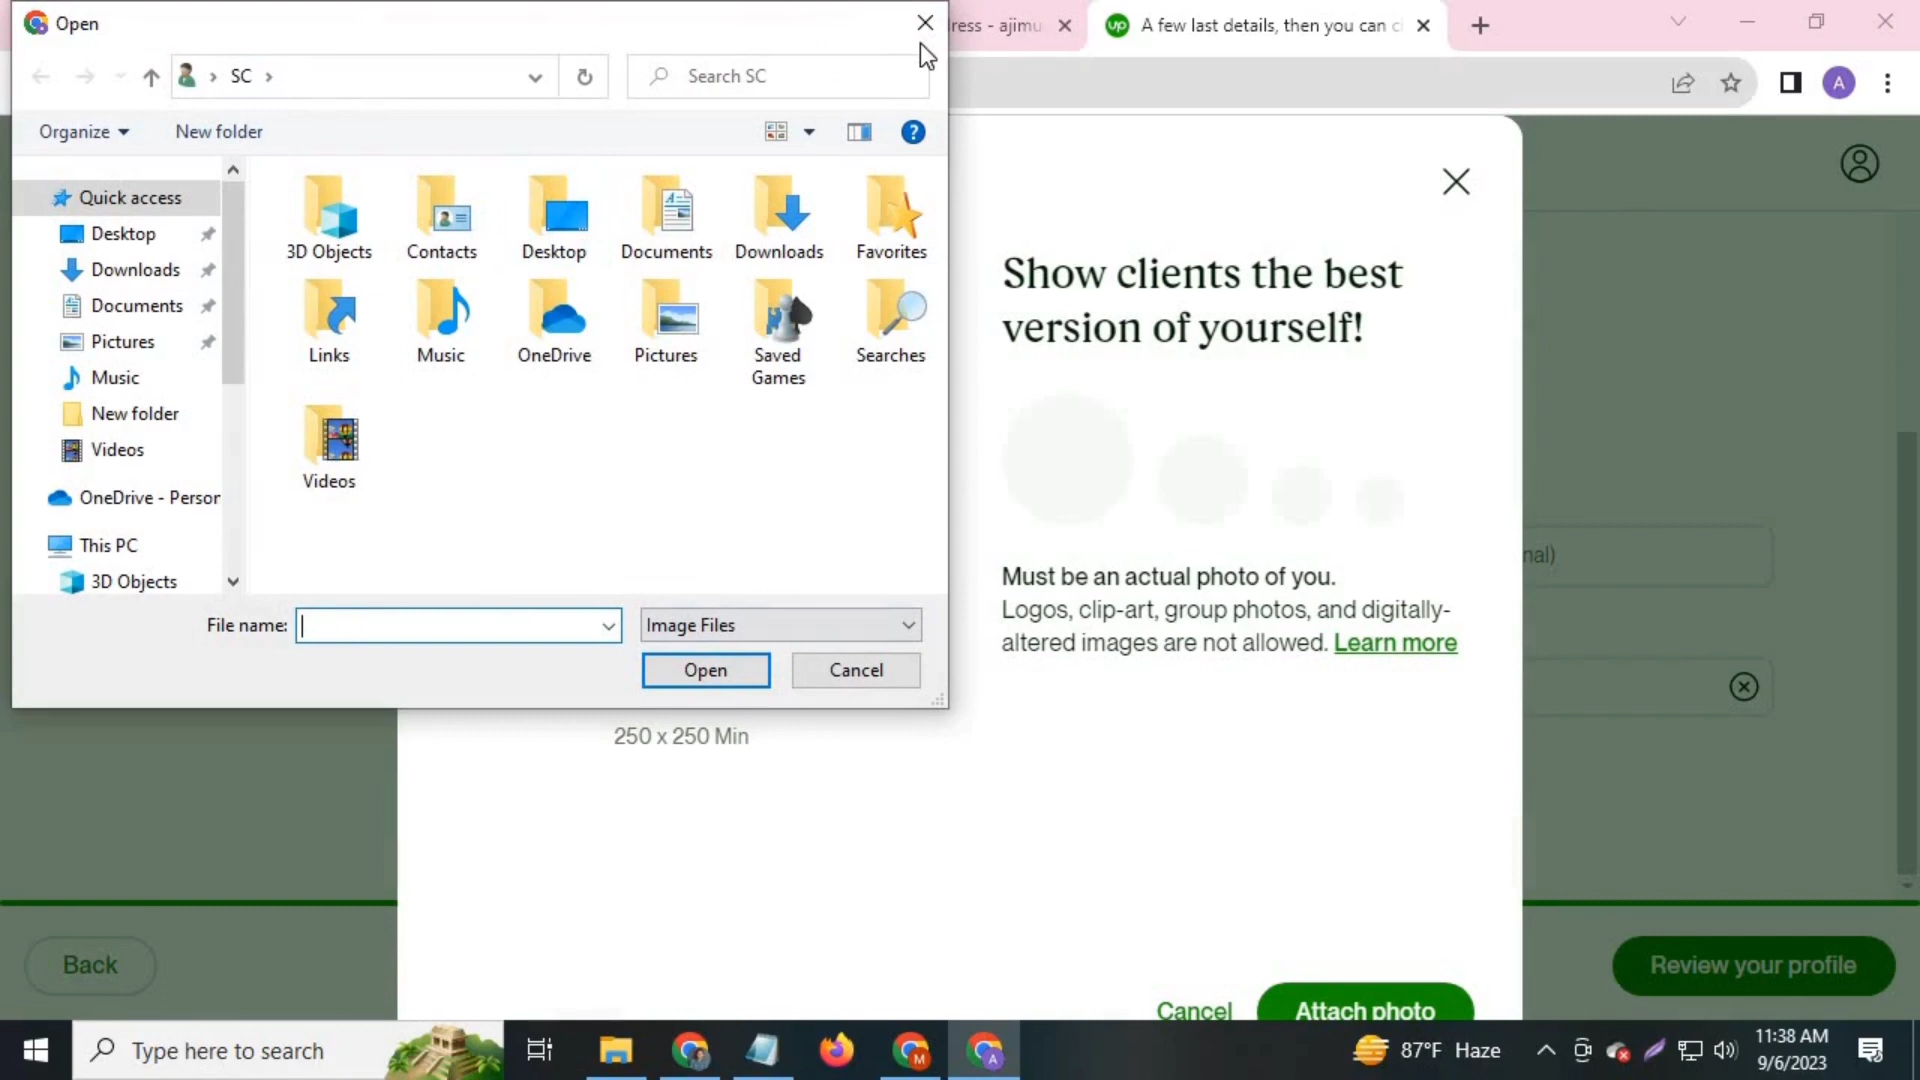 Open
ress - ajimu
up
A few last details, then you can c
SC
Search SC
A
Organize
New folder
?
Quick access
Desktop
Downloads
Documents
Pictures
Music
New folder
Videos
OneDrive - Person
This PC
3D Objects
3D Objects
Contacts
Desktop
Documents
Downloads
Favorites
Links
Music
OneDrive
Pictures
Saved
Games
Searches
Videos
File name:
Image Files
Open
Cancel
250 x 250 Min
Show clients the best
version of yourself!
Must be an actual photo of you.
Logos, clip-art, group photos, and digitally-
altered images are not allowed. Learn more
nal)
Back
Review your profile
Cancel
Attach photo
Type here to search
M
A
87°F Haze
11:38 AM
9/6/2023